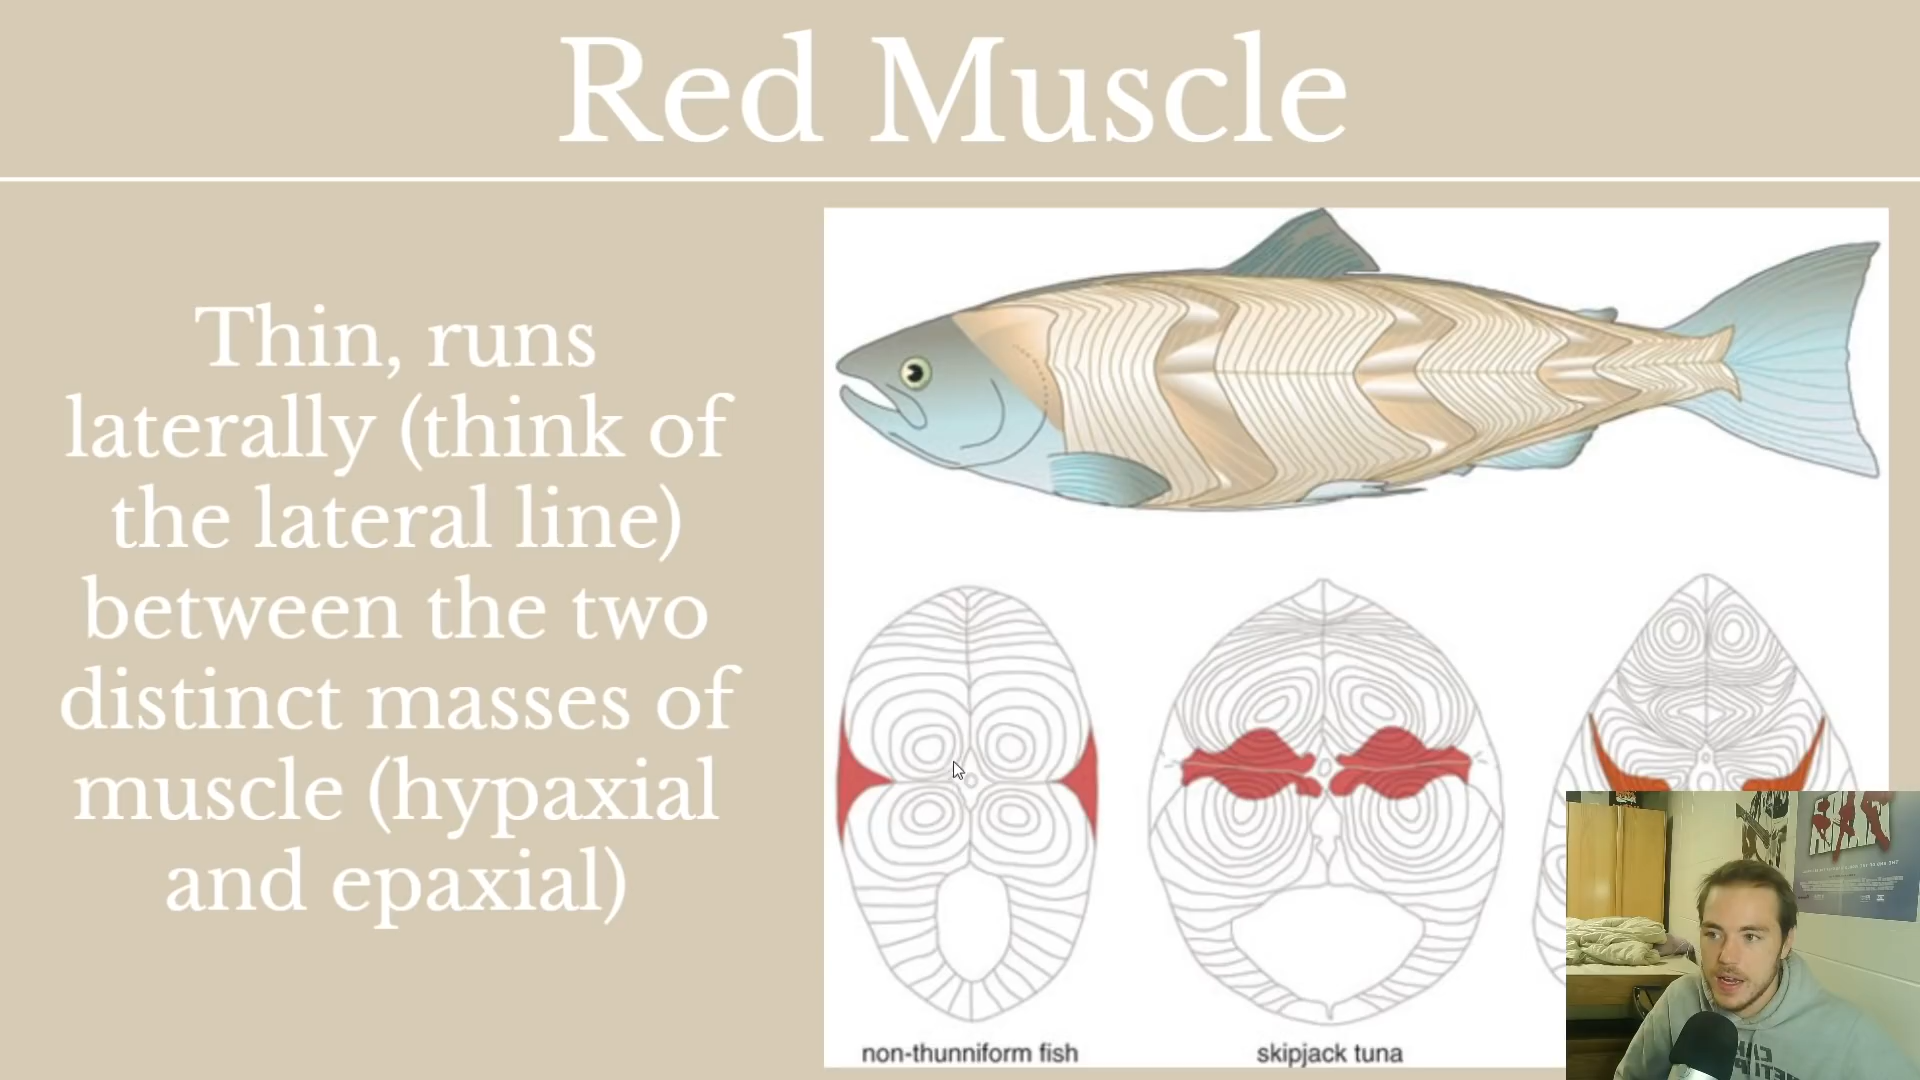 Red Muscle
Thin, runs
laterally (think of
the lateral line)
between the two
distinct masses of
muscle (hypaxial
and epaxial)
non-thunniform fish
skipjack tuna